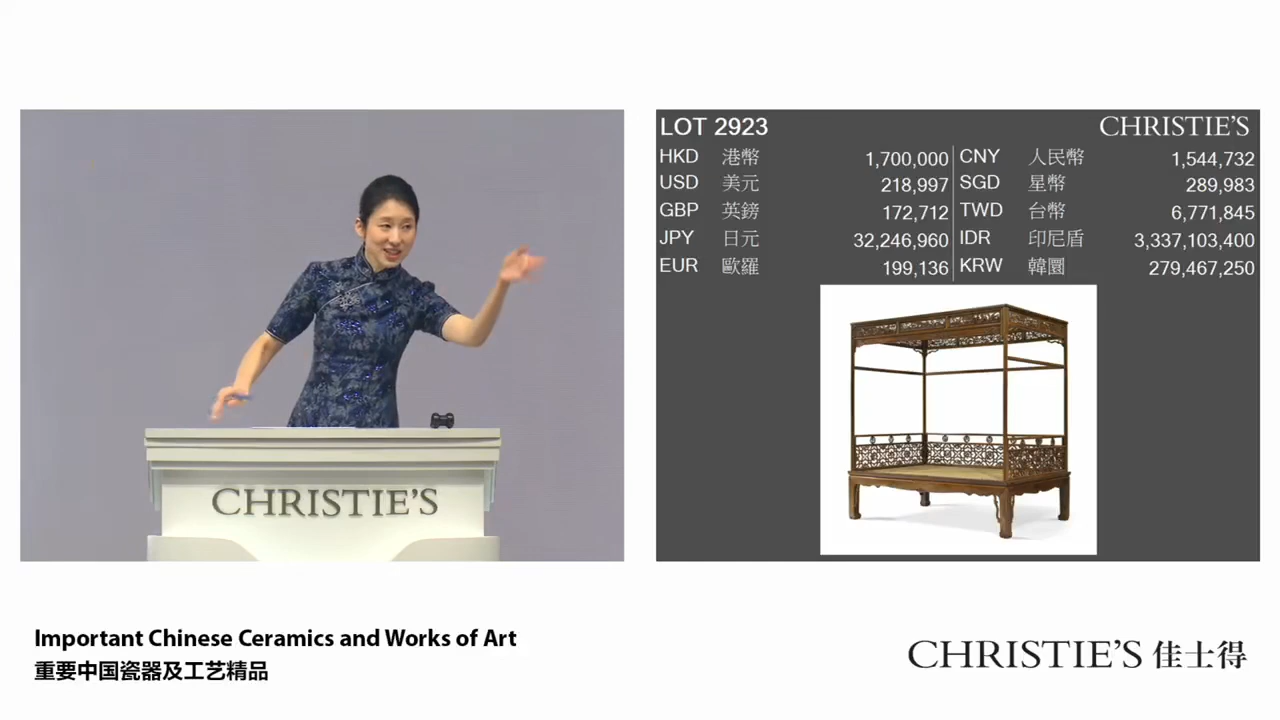 CHRISTIE'S
LOT 2923
CHRISTIE'S
HKD 港幣 1,700,000 CNY 人民幣 1,544,732
USD 美元 218,997 SGD 星幣 289,983
GBP 英鎊 172,712 TWD 台幣 6,771,845
JPY 日元 32,246,960 IDR 印尼盾 3,337,103,400
EUR 歐羅 199,136 KRW 韓圜 279,467,250
Important Chinese Ceramics and Works of Art
重要中国瓷器及工艺精品
CHRISTIE'S 佳士得